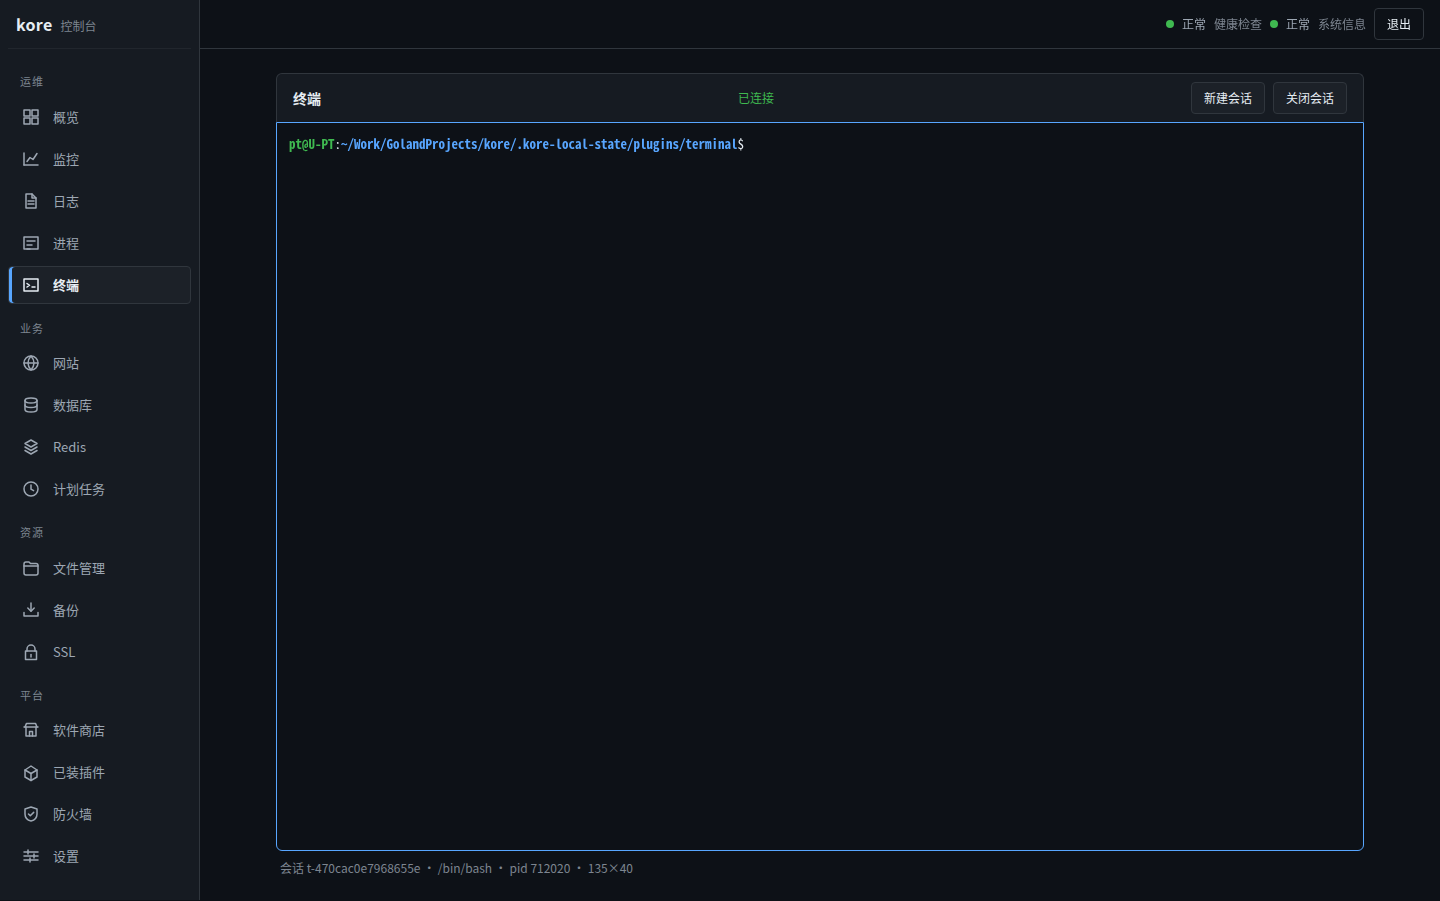 kore 控制台
正常 健康检查 正常 系统信息 退出
运维
概览
监控
日志
进程
终端
业务
网站
数据库
Redis
计划任务
资源
文件管理
备份
SSL
平台
软件商店
已装插件
防火墙
设置
终端 已连接 新建会话 关闭会话
pt@U-PT:~/Work/GolandProjects/kore/.kore-local-state/plugins/terminal$
会话 t-470cac0e7968655e · /bin/bash · pid 712020 · 135×40